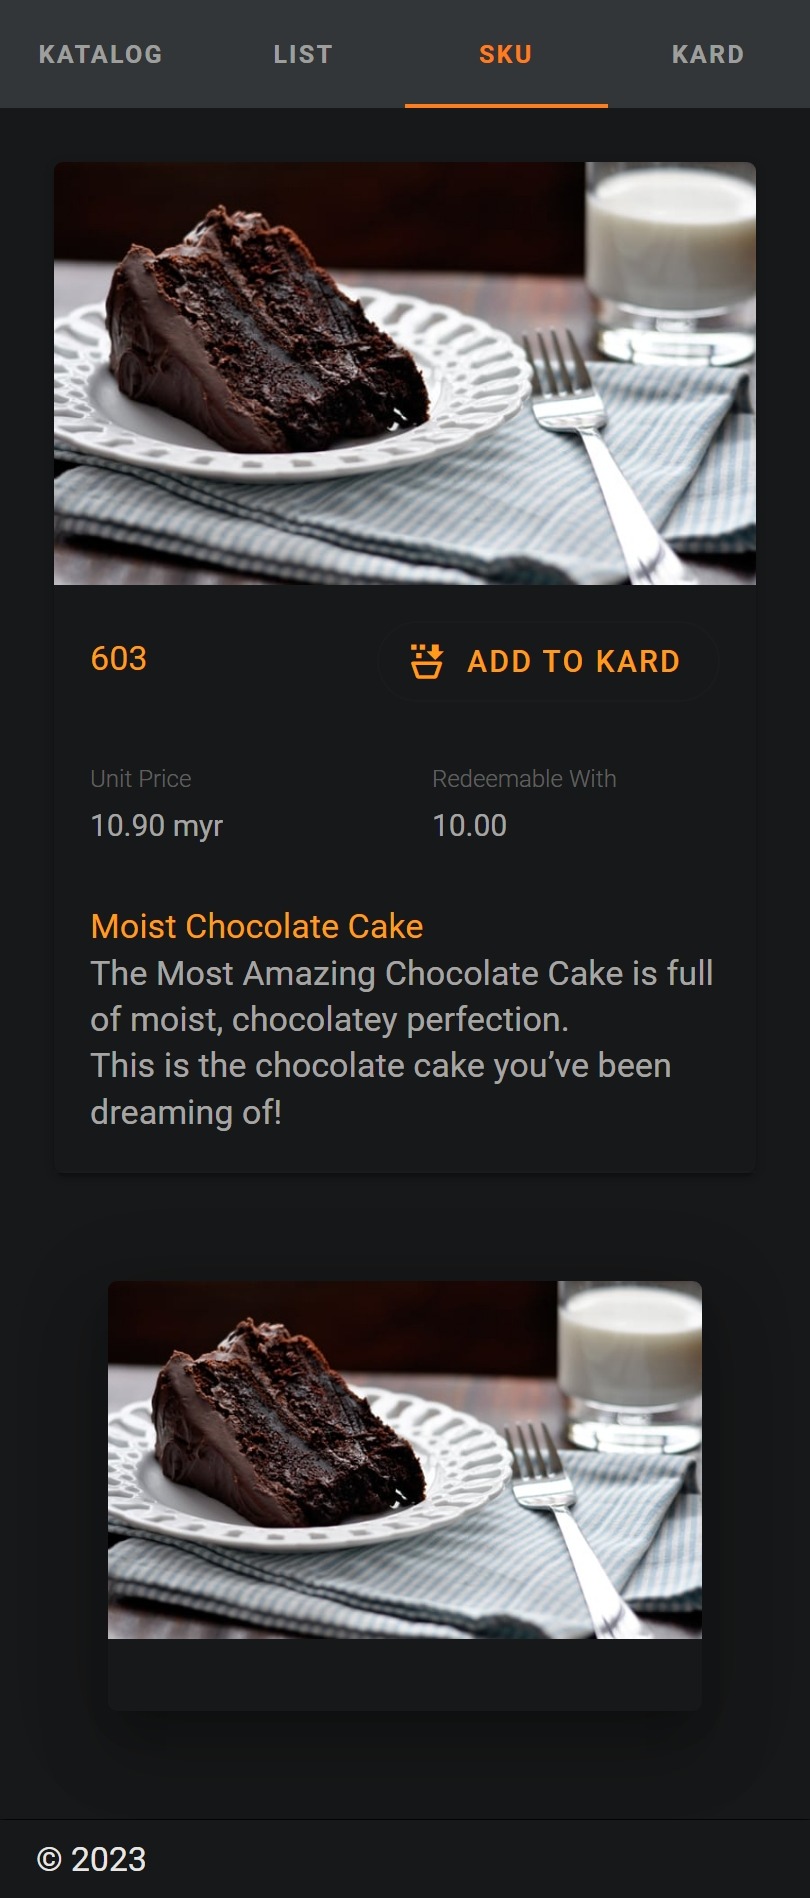 KATALOG LIST SKU KARD
603 ADD TO KARD
Unit Price Redeemable With
10.90 myr 10.00
Moist Chocolate Cake
The Most Amazing Chocolate Cake is full
of moist, chocolatey perfection.
This is the chocolate cake you’ve been
dreaming of!
© 2023